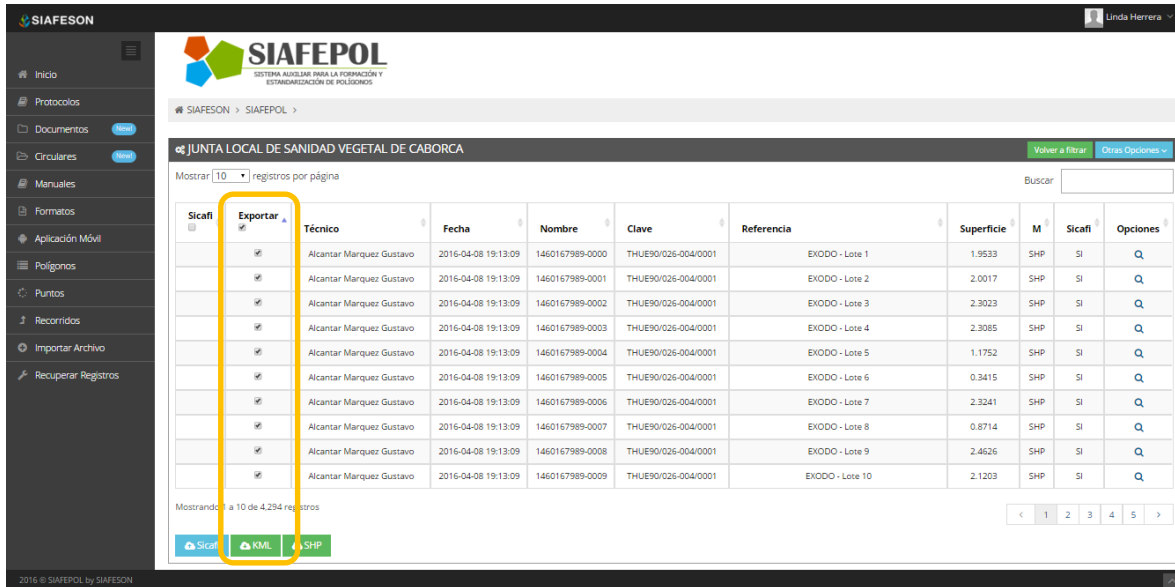 SIAFESON
Linda Herrera
Inicio
Protocolos
Documentos New!
Circulares New!
Manuales
Formatos
Aplicación Móvil
Polígonos
Puntos
Recorridos
Importar Archivo
Recuperar Registros
SIAFEPOL
SISTEMA AUXILIAR PARA LA FORMACIÓN Y
ESTANDARIZACIÓN DE POLÍGONOS
SIAFESON > SIAFEPOL >
JUNTA LOCAL DE SANIDAD VEGETAL DE CABORCA
Volver a filtrar Otras Opciones
Mostrar 10 registros por página
Buscar
Sicafi Exportar Técnico Fecha Nombre Clave Referencia Superficie M Sicafi Opciones
Alcantar Marquez Gustavo 2016-04-08 19:13:09 1460167989-0000 THUE90/026-004/0001 EXODO - Lote 1 1.9533 SHP SI
Alcantar Marquez Gustavo 2016-04-08 19:13:09 1460167989-0001 THUE90/026-004/0001 EXODO - Lote 2 2.0017 SHP SI
Alcantar Marquez Gustavo 2016-04-08 19:13:09 1460167989-0002 THUE90/026-004/0001 EXODO - Lote 3 2.3023 SHP SI
Alcantar Marquez Gustavo 2016-04-08 19:13:09 1460167989-0003 THUE90/026-004/0001 EXODO - Lote 4 2.3085 SHP SI
Alcantar Marquez Gustavo 2016-04-08 19:13:09 1460167989-0004 THUE90/026-004/0001 EXODO - Lote 5 1.1752 SHP SI
Alcantar Marquez Gustavo 2016-04-08 19:13:09 1460167989-0005 THUE90/026-004/0001 EXODO - Lote 6 0.3415 SHP SI
Alcantar Marquez Gustavo 2016-04-08 19:13:09 1460167989-0006 THUE90/026-004/0001 EXODO - Lote 7 2.3241 SHP SI
Alcantar Marquez Gustavo 2016-04-08 19:13:09 1460167989-0007 THUE90/026-004/0001 EXODO - Lote 8 0.8714 SHP SI
Alcantar Marquez Gustavo 2016-04-08 19:13:09 1460167989-0008 THUE90/026-004/0001 EXODO - Lote 9 2.4626 SHP SI
Alcantar Marquez Gustavo 2016-04-08 19:13:09 1460167989-0009 THUE90/026-004/0001 EXODO - Lote 10 2.1203 SHP SI
Mostrando 1 a 10 de 4,294 registros
< 1 2 3 4 5 >
Sicafi KML SHP
2016 © SIAFEPOL by SIAFESON